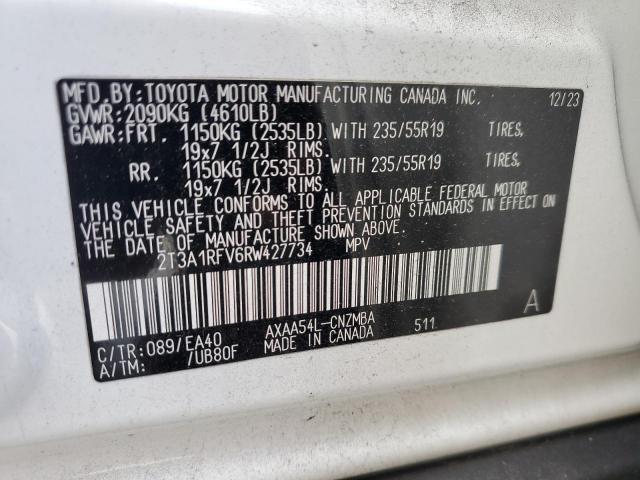 MFD. BY: TOYOTA MOTOR MANUFACTURING CANADA INC. 12/23
GVWR: 2090KG (4610LB)
GAWR: FRT. 1150KG (2535LB) WITH 235/55R19 TIRES,
19x7 1/2J RIMS.
RR. 1150KG (2535LB) WITH 235/55R19 TIRES,
19x7 1/2J RIMS.
THIS VEHICLE CONFORMS TO ALL APPLICABLE FEDERAL MOTOR
VEHICLE SAFETY AND THEFT PREVENTION STANDARDS IN EFFECT ON
THE DATE OF MANUFACTURE SHOWN ABOVE.
2T3A1RFV6RW427734 MPV
A
C/TR: 089/EA40 AXAA54L-CNZMBA 511
A/TM: /UB80F MADE IN CANADA